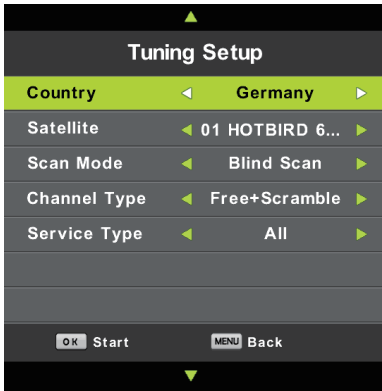 Tuning Setup
Country Germany
Satellite 01 HOTBIRD 6...
Scan Mode Blind Scan
Channel Type Free+Scramble
Service Type All
OK Start MENU Back